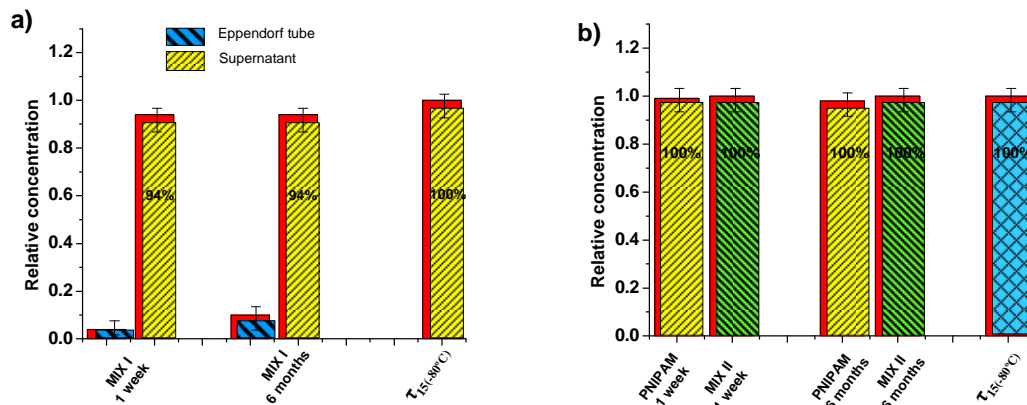 a)
Eppendorf tube
Supernatant
Relative concentration
1.2
1.0
0.8
0.6
0.4
0.2
0.0
94%
94%
100%
MIX I
1 week
MIX I
6 months
τ15(-80°C)
b)
Relative concentration
1.2
1.0
0.8
0.6
0.4
0.2
0.0
100%
100%
100%
100%
100%
PNIPAM
1 week
MIX II
1 week
PNIPAM
6 months
MIX II
6 months
τ15(-80°C)